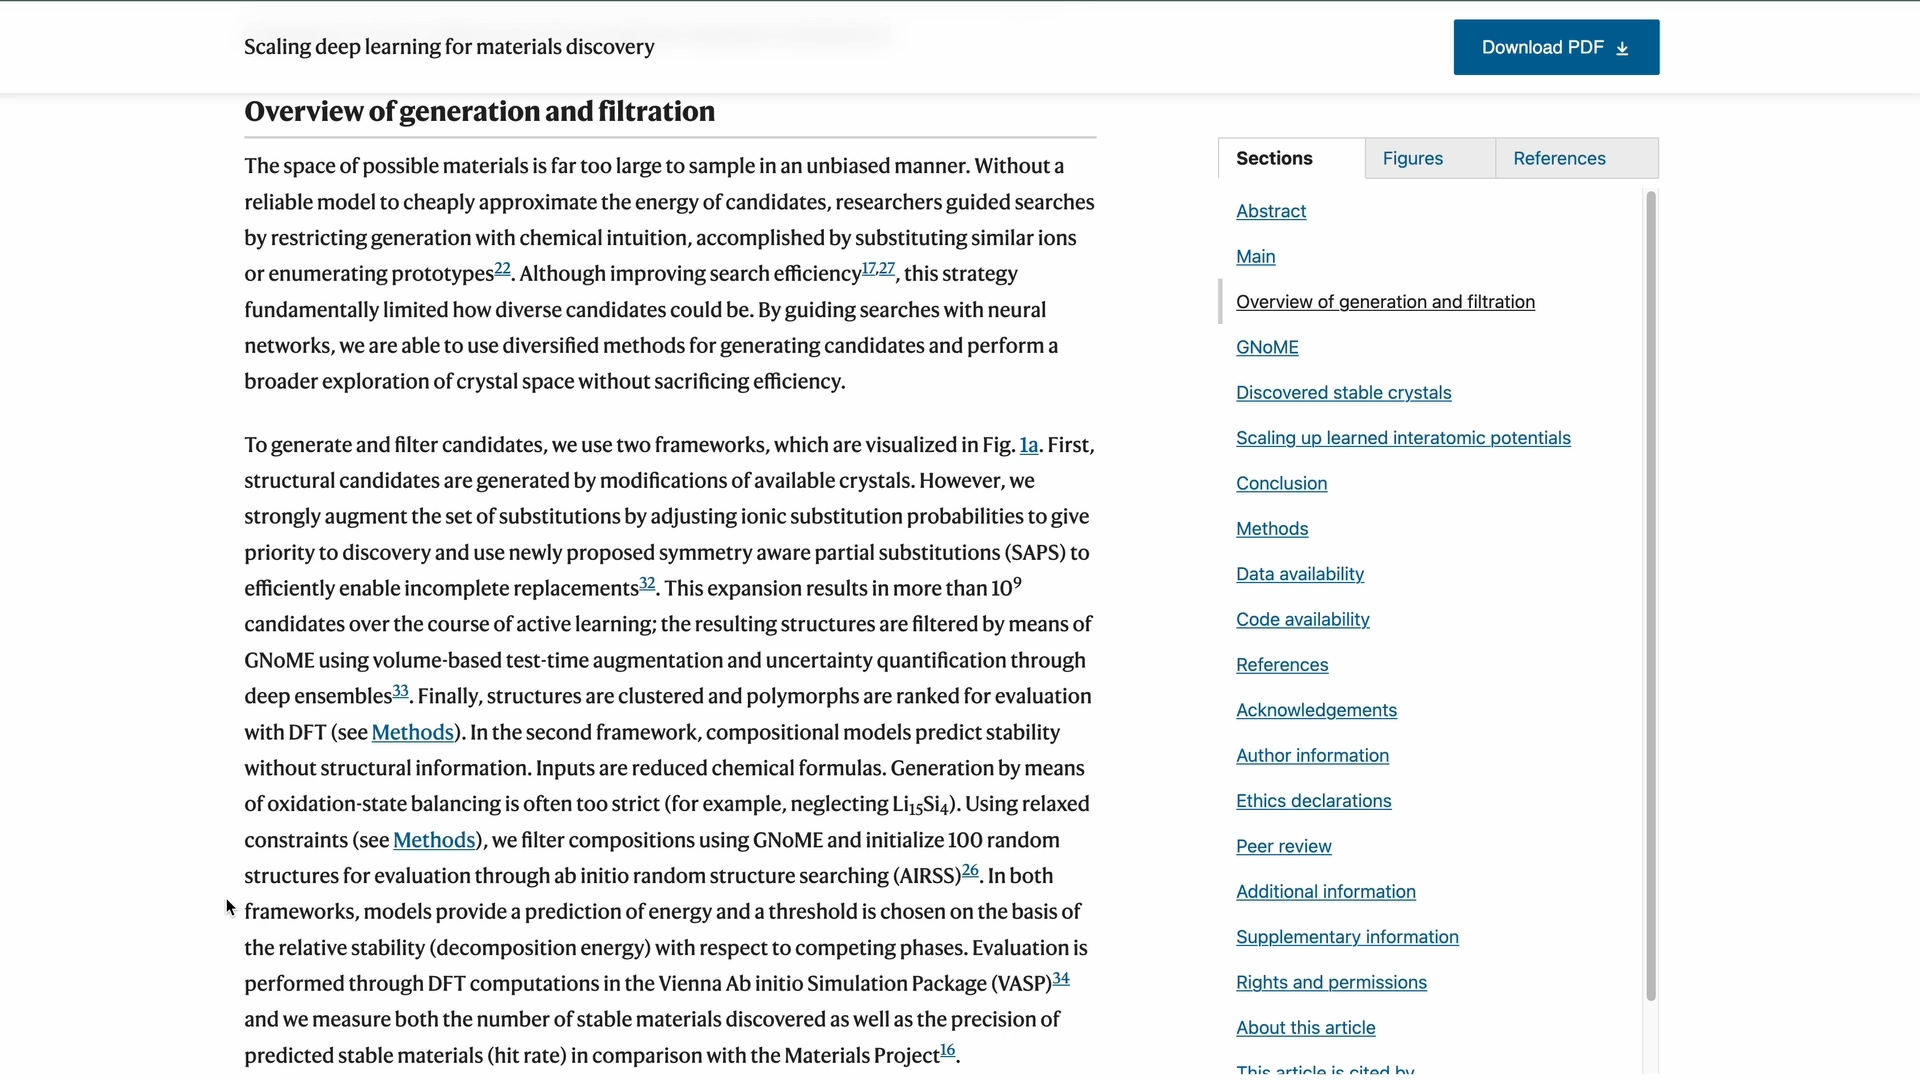 Scaling deep learning for materials discovery
Download PDF
Overview of generation and filtration
The space of possible materials is far too large to sample in an unbiased manner. Without a
reliable model to cheaply approximate the energy of candidates, researchers guided searches
by restricting generation with chemical intuition, accomplished by substituting similar ions
or enumerating prototypes22. Although improving search efficiency17,27, this strategy
fundamentally limited how diverse candidates could be. By guiding searches with neural
networks, we are able to use diversified methods for generating candidates and perform a
broader exploration of crystal space without sacrificing efficiency.
To generate and filter candidates, we use two frameworks, which are visualized in Fig. 1a. First,
structural candidates are generated by modifications of available crystals. However, we
strongly augment the set of substitutions by adjusting ionic substitution probabilities to give
priority to discovery and use newly proposed symmetry aware partial substitutions (SAPS) to
efficiently enable incomplete replacements32. This expansion results in more than 10⁹
candidates over the course of active learning; the resulting structures are filtered by means of
GNoME using volume-based test-time augmentation and uncertainty quantification through
deep ensembles33. Finally, structures are clustered and polymorphs are ranked for evaluation
with DFT (see Methods). In the second framework, compositional models predict stability
without structural information. Inputs are reduced chemical formulas. Generation by means
of oxidation-state balancing is often too strict (for example, neglecting Li₁₅Si₄). Using relaxed
constraints (see Methods), we filter compositions using GNoME and initialize 100 random
structures for evaluation through ab initio random structure searching (AIRSS)26. In both
frameworks, models provide a prediction of energy and a threshold is chosen on the basis of
the relative stability (decomposition energy) with respect to competing phases. Evaluation is
performed through DFT computations in the Vienna Ab initio Simulation Package (VASP)34
and we measure both the number of stable materials discovered as well as the precision of
predicted stable materials (hit rate) in comparison with the Materials Project16.
Sections
Figures
References
Abstract
Main
Overview of generation and filtration
GNoME
Discovered stable crystals
Scaling up learned interatomic potentials
Conclusion
Methods
Data availability
Code availability
References
Acknowledgements
Author information
Ethics declarations
Peer review
Additional information
Supplementary information
Rights and permissions
About this article
This article is cited by